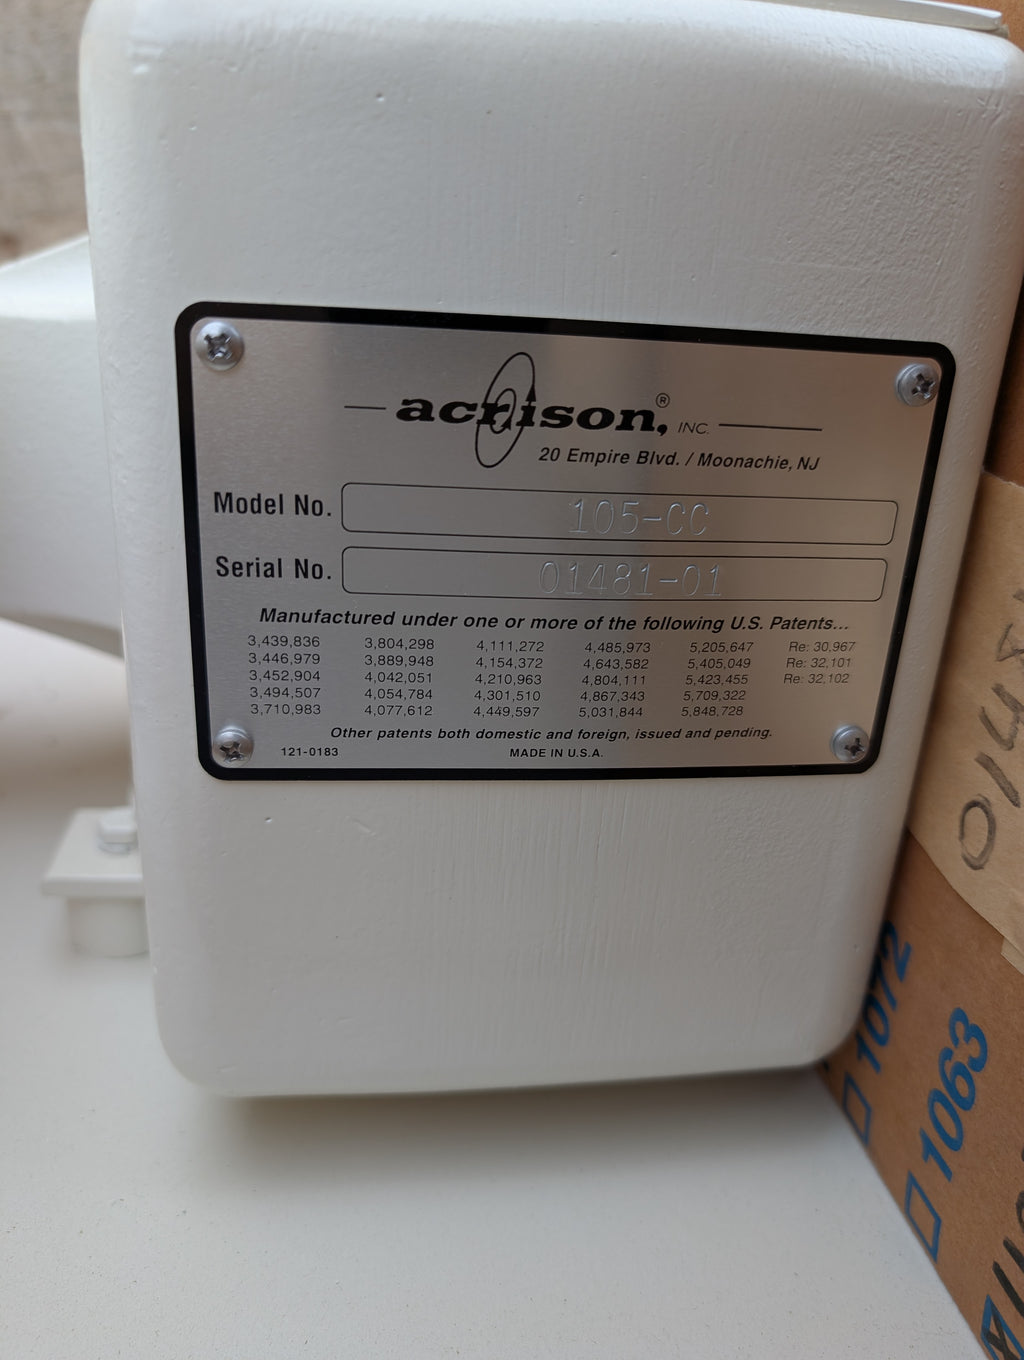 acrison,® INC.
20 Empire Blvd. / Moonachie, NJ
Model No. 105-CC
Serial No. 01481-01
Manufactured under one or more of the following U.S. Patents...
3,439,836 3,804,298 4,111,272 4,485,973 5,205,647 Re: 30,967
3,446,979 3,889,948 4,154,372 4,643,582 5,405,049 Re: 32,101
3,452,904 4,042,051 4,210,963 4,804,111 5,423,455 Re: 32,102
3,494,507 4,054,784 4,301,510 4,867,343 5,709,322
3,710,983 4,077,612 4,449,597 5,031,844 5,848,728
Other patents both domestic and foreign, issued and pending.
121-0183 MADE IN U.S.A.
0148
1072
1063